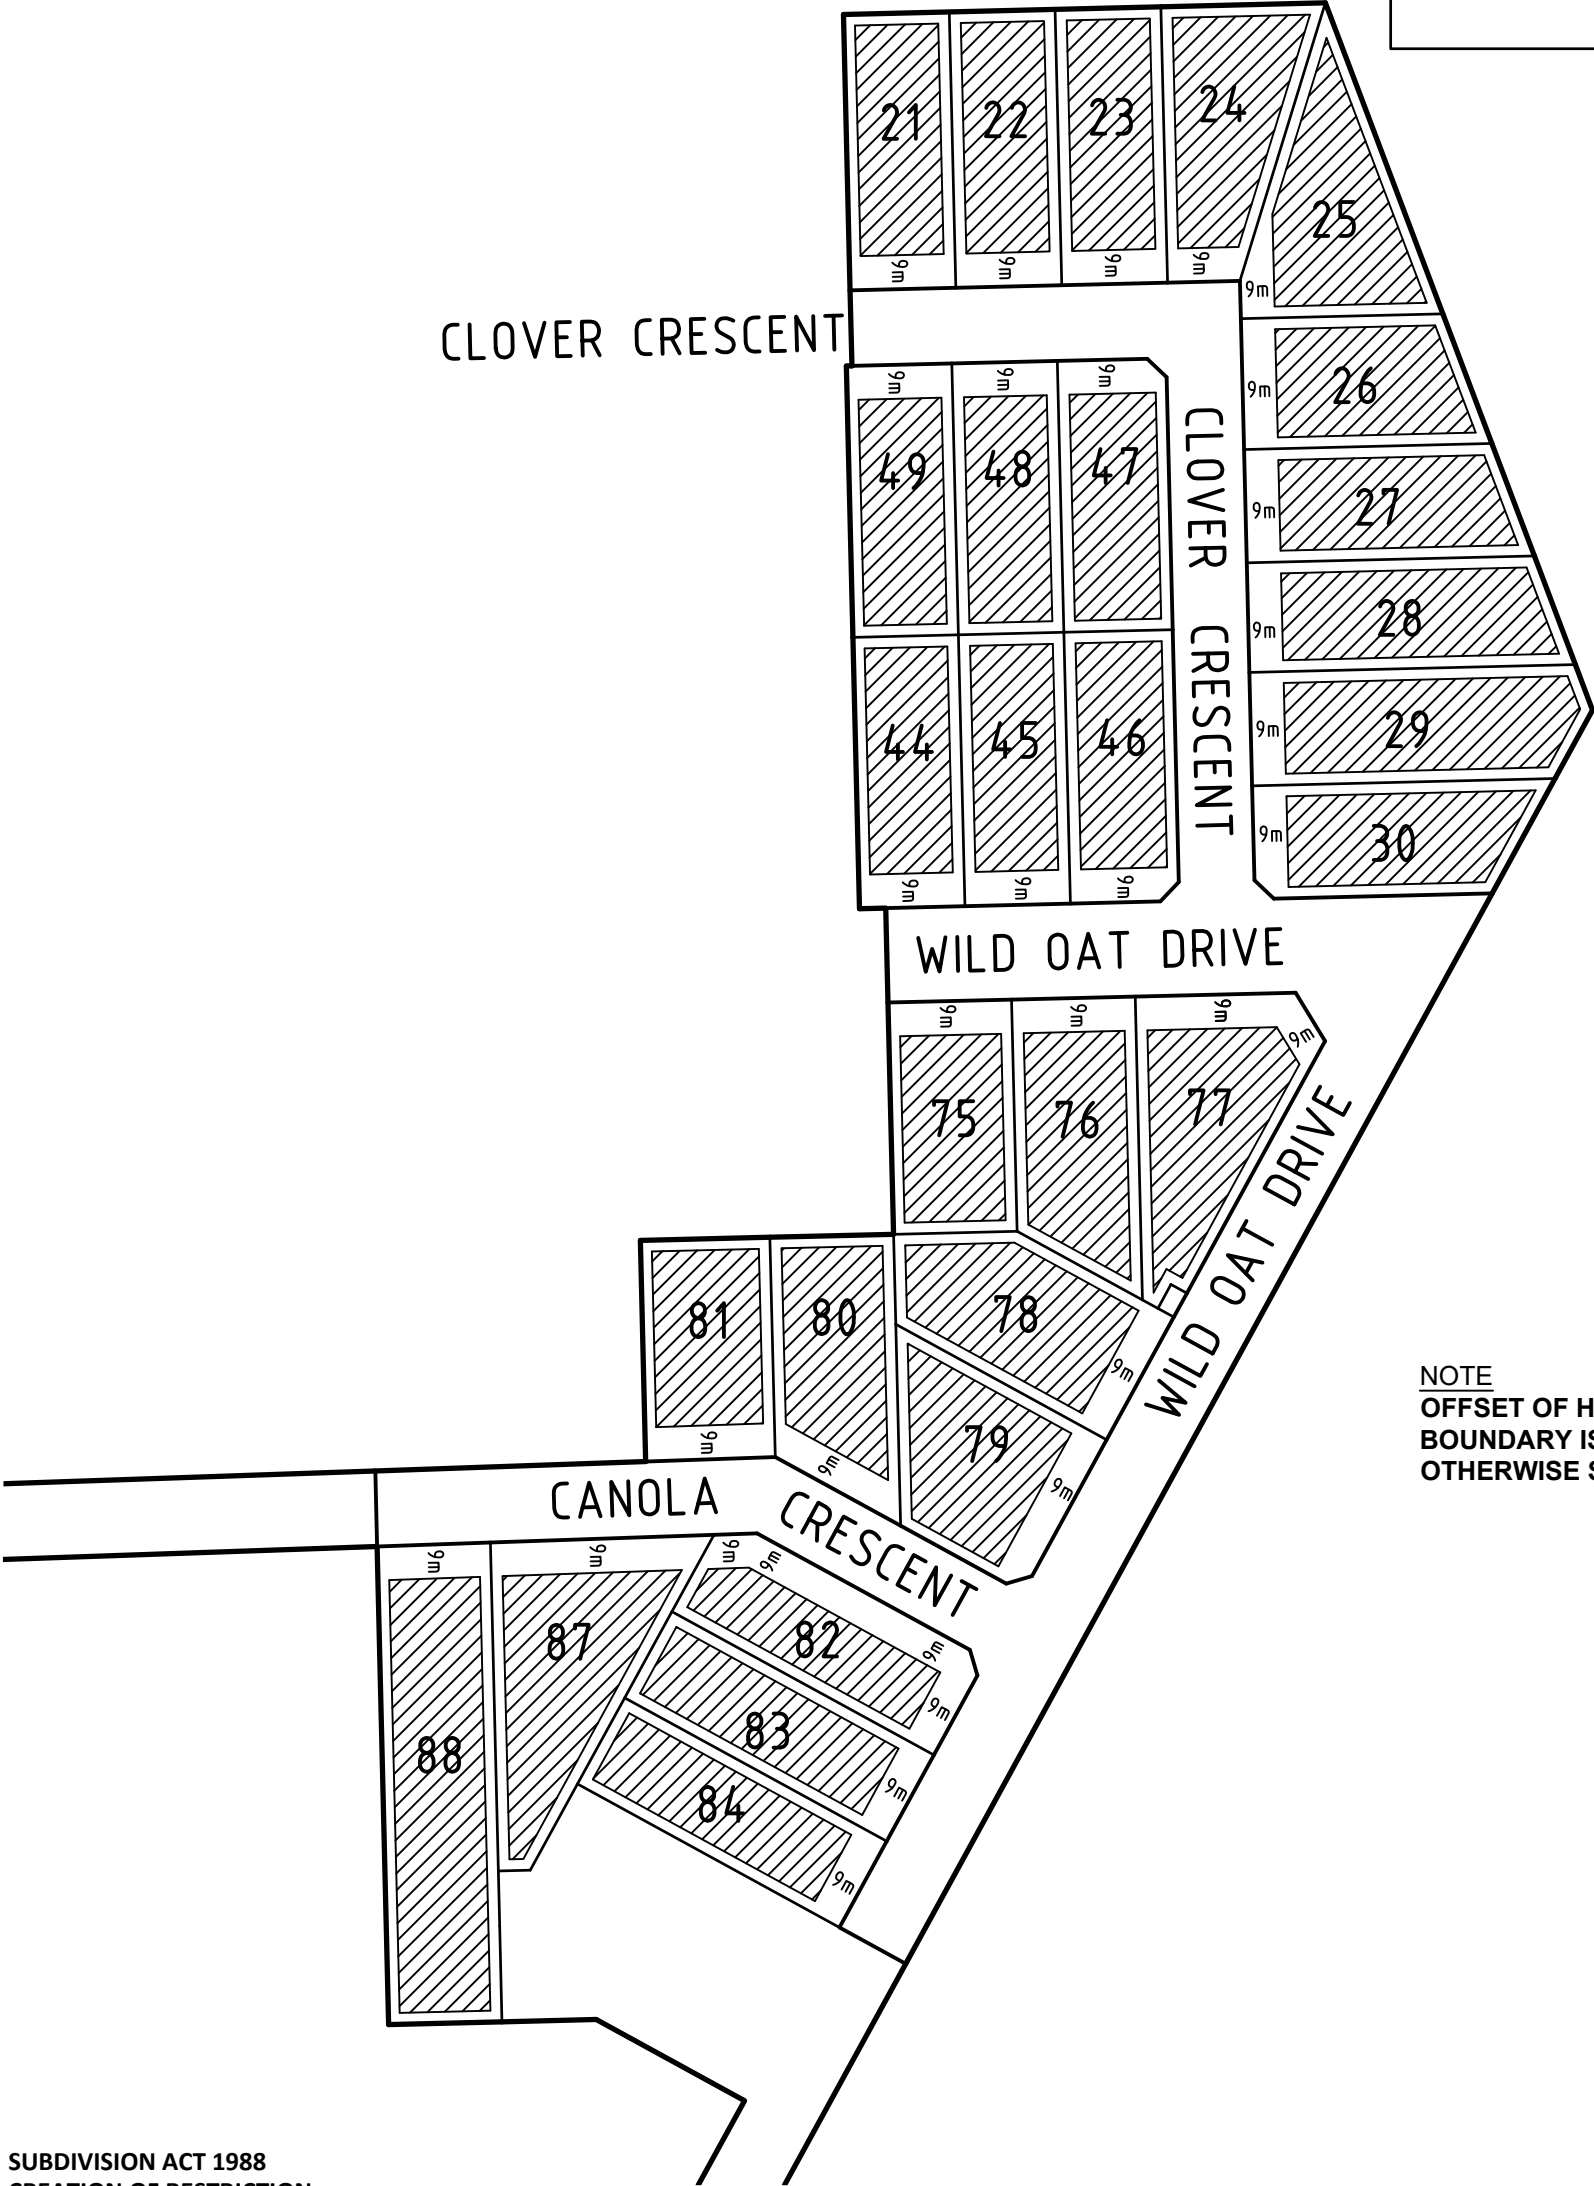 21 22 23 24
9m 9m 9m 9m
25
9m
CLOVER CRESCENT
26
9m
9m 9m 9m
49 48 47
CLOVER CRESCENT
27
9m
28
9m
44 45 46
29
9m
30
9m
9m 9m 9m
WILD OAT DRIVE
9m 9m 9m
9m
75 76 77
WILD OAT DRIVE
81 80 78
9m
79
9m
9m 9m
CANOLA CRESCENT
9m 9m 9m 9m
87 82
9m
9m
88 83
9m
84
9m
NOTE
OFFSET OF H
BOUNDARY IS
OTHERWISE S
SUBDIVISION ACT 1988
CREATION OF RESTRICTION